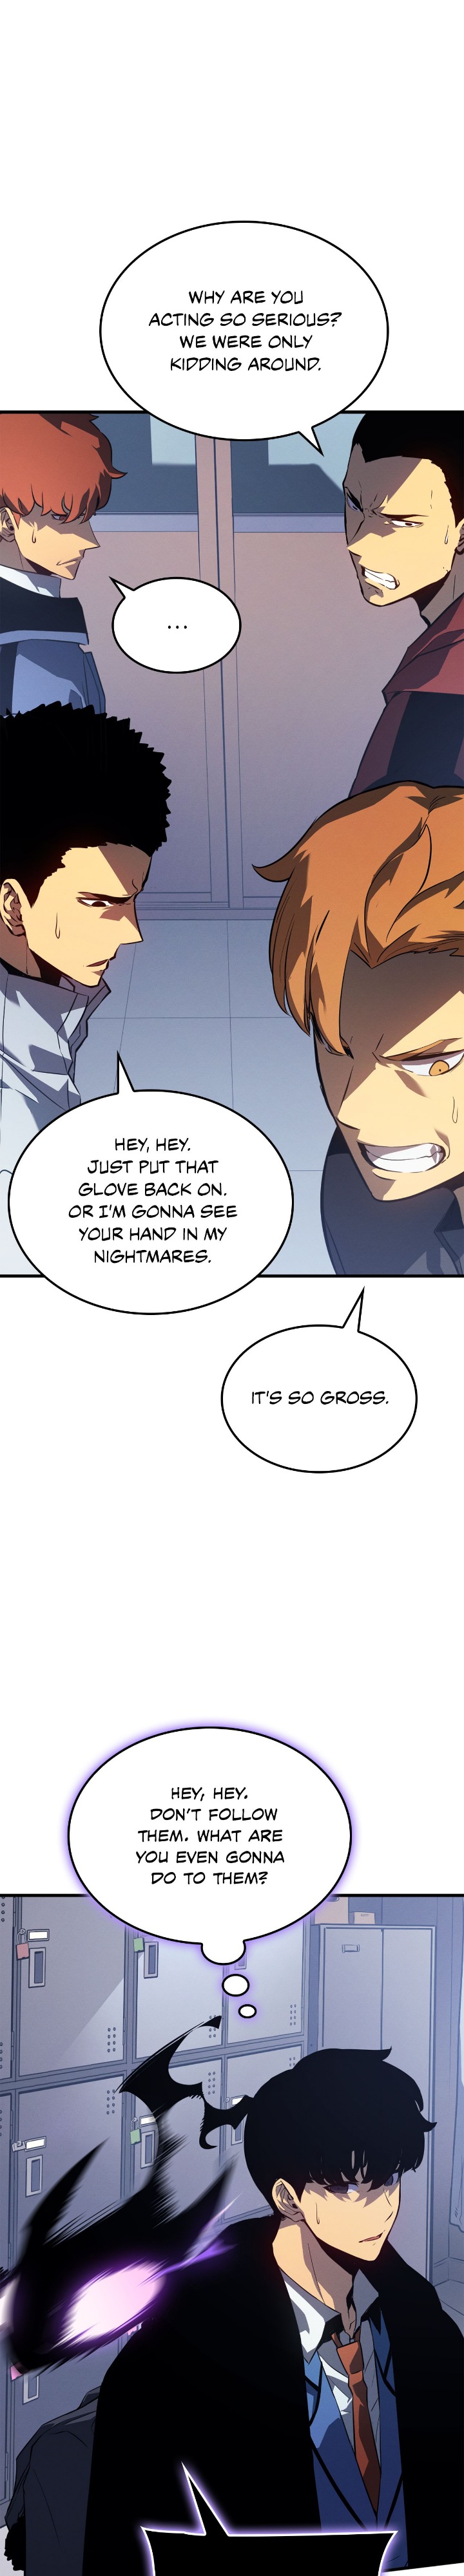 WHY ARE YOU
ACTING SO SERIOUS?
WE WERE ONLY
KIDDING AROUND.
...
HEY, HEY.
JUST PUT THAT
GLOVE BACK ON.
OR I'M GONNA SEE
YOUR HAND IN MY
NIGHTMARES.
IT'S SO GROSS.
HEY, HEY.
DON'T FOLLOW
THEM. WHAT ARE
YOU EVEN GONNA
DO TO THEM?